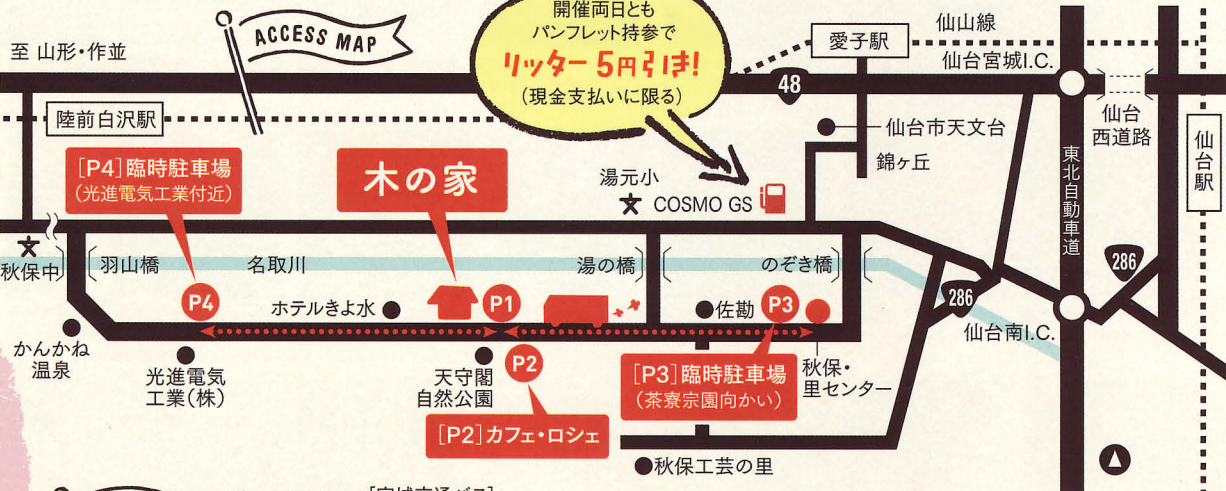 ACCESS MAP
至 山形・作並
開催両日とも
パンフレット持参で
リッター 5円引き!
(現金支払いに限る)
愛子駅
仙山線
仙台宮城I.C.
48
仙台
西道路
陸前白沢駅
仙台市天文台
錦ヶ丘
東北自動車道
仙台駅
[P4]臨時駐車場
(光進電気工業付近)
木の家
湯元小
COSMO GS
秋保中
羽山橋
名取川
湯の橋
のぞき橋
286
286
P4
ホテルきよ水
P1
佐勘
P3
仙台南I.C.
かんかね
温泉
光進電気
工業(株)
天守閣
自然公園
P2
[P3]臨時駐車場
(茶寮宗園向かい)
秋保・
里センター
[P2]カフェ・ロシェ
秋保工芸の里